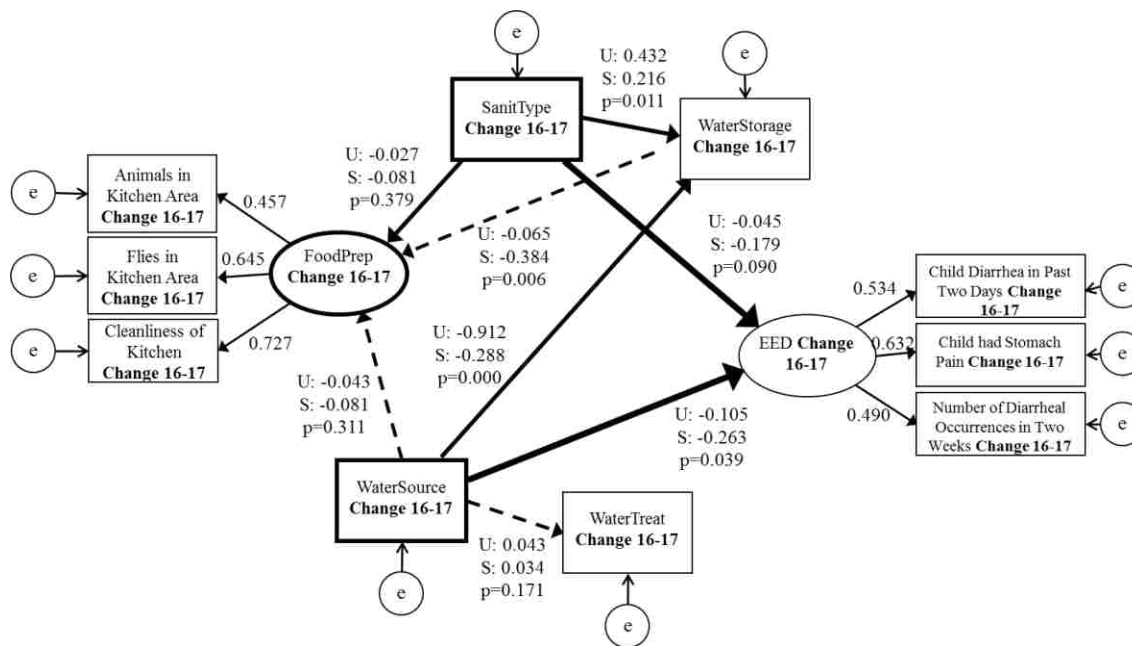 e
U: 0.432
S: 0.216
p=0.011
e
SanitType
Change 16-17
WaterStorage
Change 16-17
U: -0.027
S: -0.081
p=0.379
e
Animals in
Kitchen Area
Change 16-17
0.457
U: -0.065
S: -0.384
p=0.006
U: -0.045
S: -0.179
p=0.090
e
Flies in
Kitchen Area
Change 16-17
0.645
FoodPrep
Change 16-17
e
Cleanliness of
Kitchen
Change 16-17
0.727
U: -0.912
S: -0.288
p=0.000
EED Change
16-17
0.534
Child Diarrhea in Past
Two Days Change
16-17
e
0.632
Child had Stomach
Pain Change 16-17
e
0.490
Number of Diarrheal
Occurrences in Two
Weeks Change 16-17
e
U: -0.043
S: -0.081
p=0.311
U: -0.105
S: -0.263
p=0.039
WaterSource
Change 16-17
WaterTreat
Change 16-17
U: 0.043
S: 0.034
p=0.171
e
e